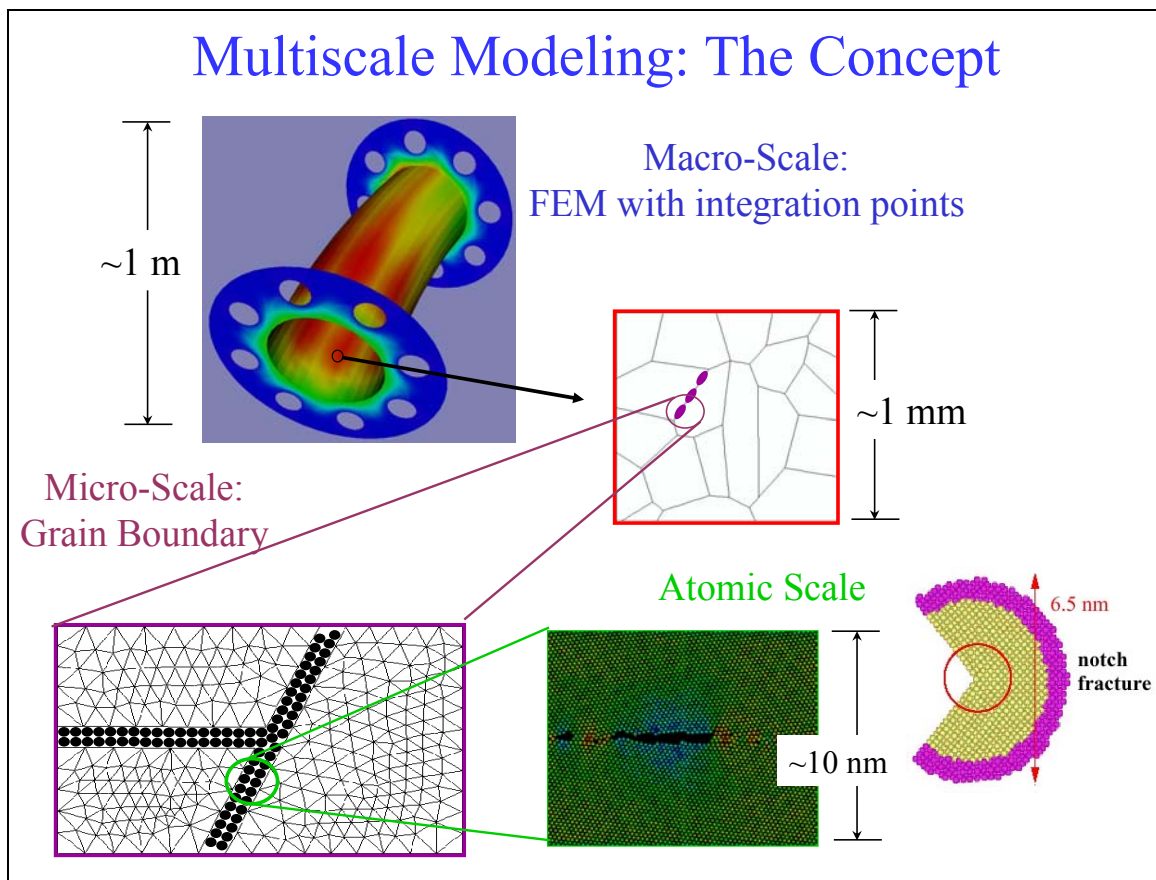 Multiscale Modeling: The Concept
Macro-Scale:
FEM with integration points
~1 m
~1 mm
Micro-Scale:
Grain Boundary
Atomic Scale
6.5 nm
notch
fracture
~10 nm